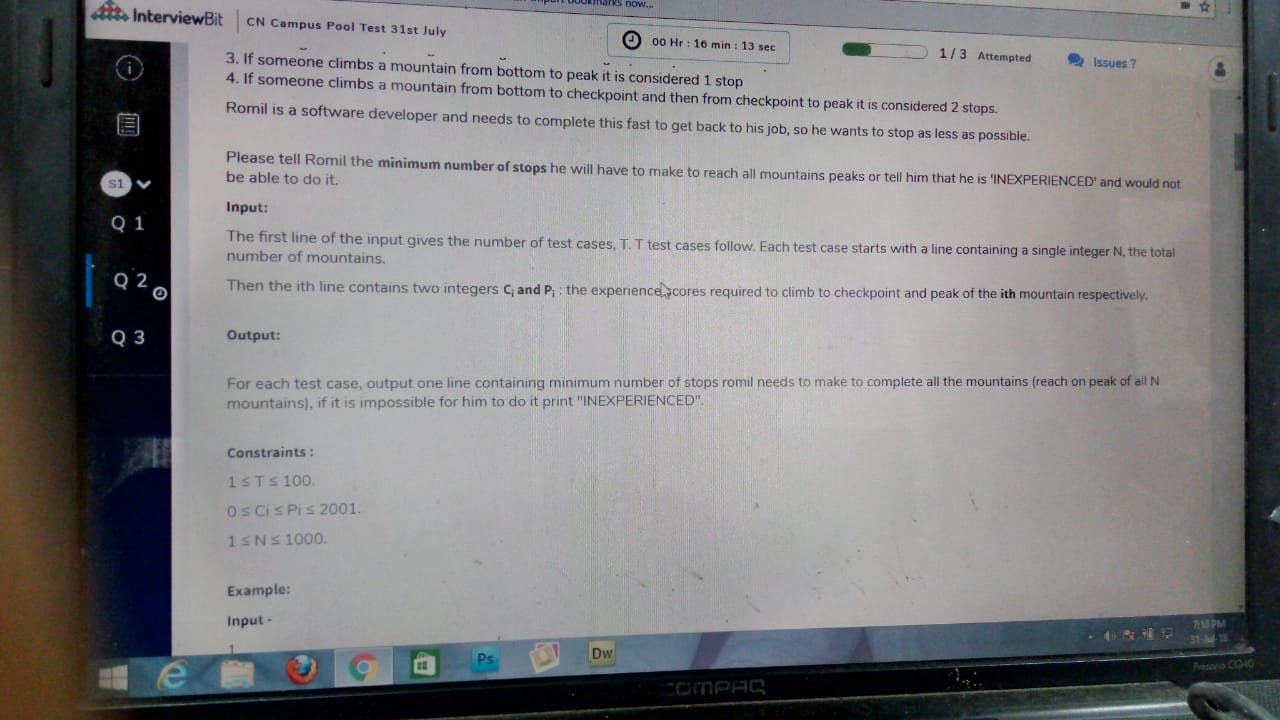 InterviewBit
CN Campus Pool Test 31st July
00 Hr : 16 min : 13 sec
1 / 3 Attempted
Issues ?
3. If someone climbs a mountain from bottom to peak it is considered 1 stop
4. If someone climbs a mountain from bottom to checkpoint and then from checkpoint to peak it is considered 2 stops.
Romil is a software developer and needs to complete this fast to get back to his job, so he wants to stop as less as possible.
Please tell Romil the minimum number of stops he will have to make to reach all mountains peaks or tell him that he is 'INEXPERIENCED' and would not
be able to do it.
S1
Q 1
Q 2
Q 3
Input:
The first line of the input gives the number of test cases, T. T test cases follow. Each test case starts with a line containing a single integer N, the total
number of mountains.
Then the ith line contains two integers Ci and Pi : the experience scores required to climb to checkpoint and peak of the ith mountain respectively.
Output:
For each test case, output one line containing minimum number of stops romil needs to make to complete all the mountains (reach on peak of all N
mountains), if it is impossible for him to do it print "INEXPERIENCED".
Constraints :
1 ≤ T ≤ 100.
0 ≤ Ci ≤ Pi ≤ 2001.
1 ≤ N ≤ 1000.
Example:
Input -
1
Ps
Dw
7:18 PM
31-Jul-18
COMPAQ
Presario CQ40